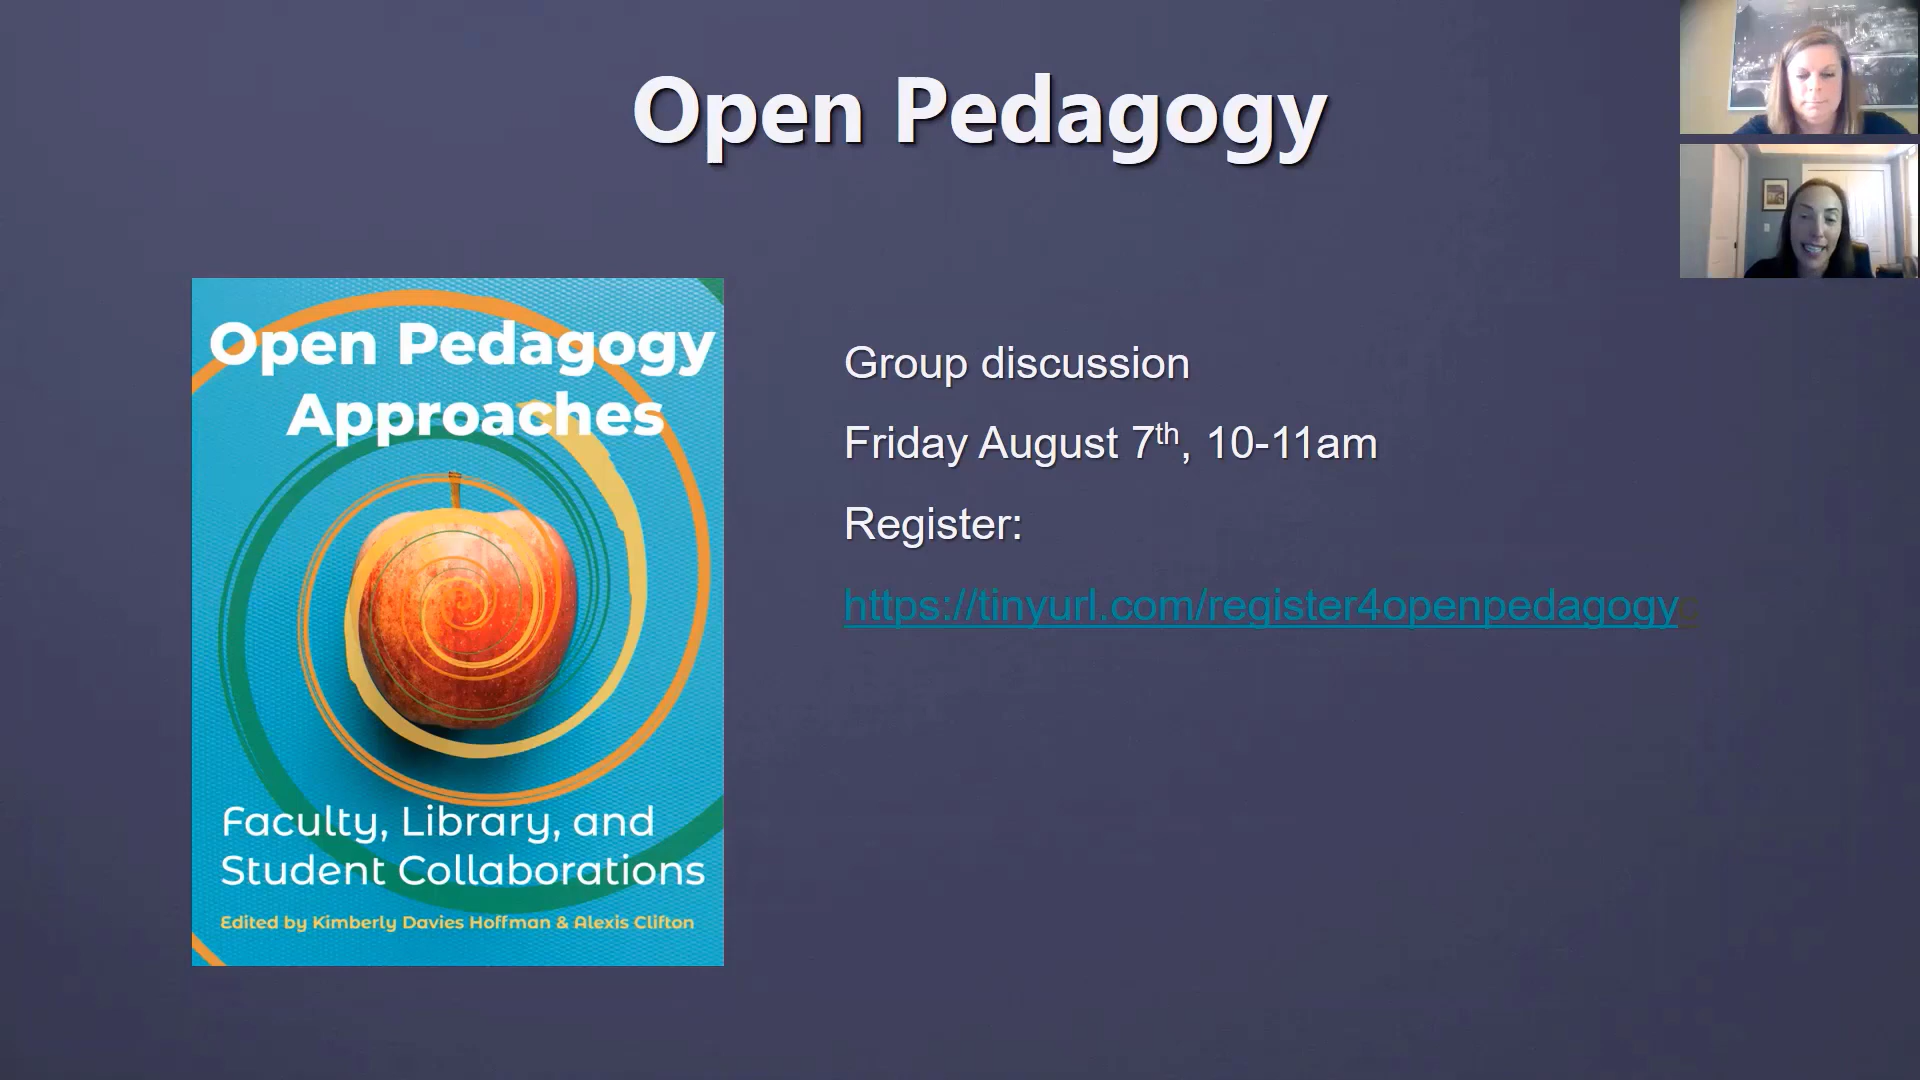 Open Pedagogy
Open Pedagogy
Approaches
Faculty, Library, and
Student Collaborations
Edited by Kimberly Davies Hoffman & Alexis Clifton
Group discussion
Friday August 7th, 10-11am
Register:
https://tinyurl.com/register4openpedagogy